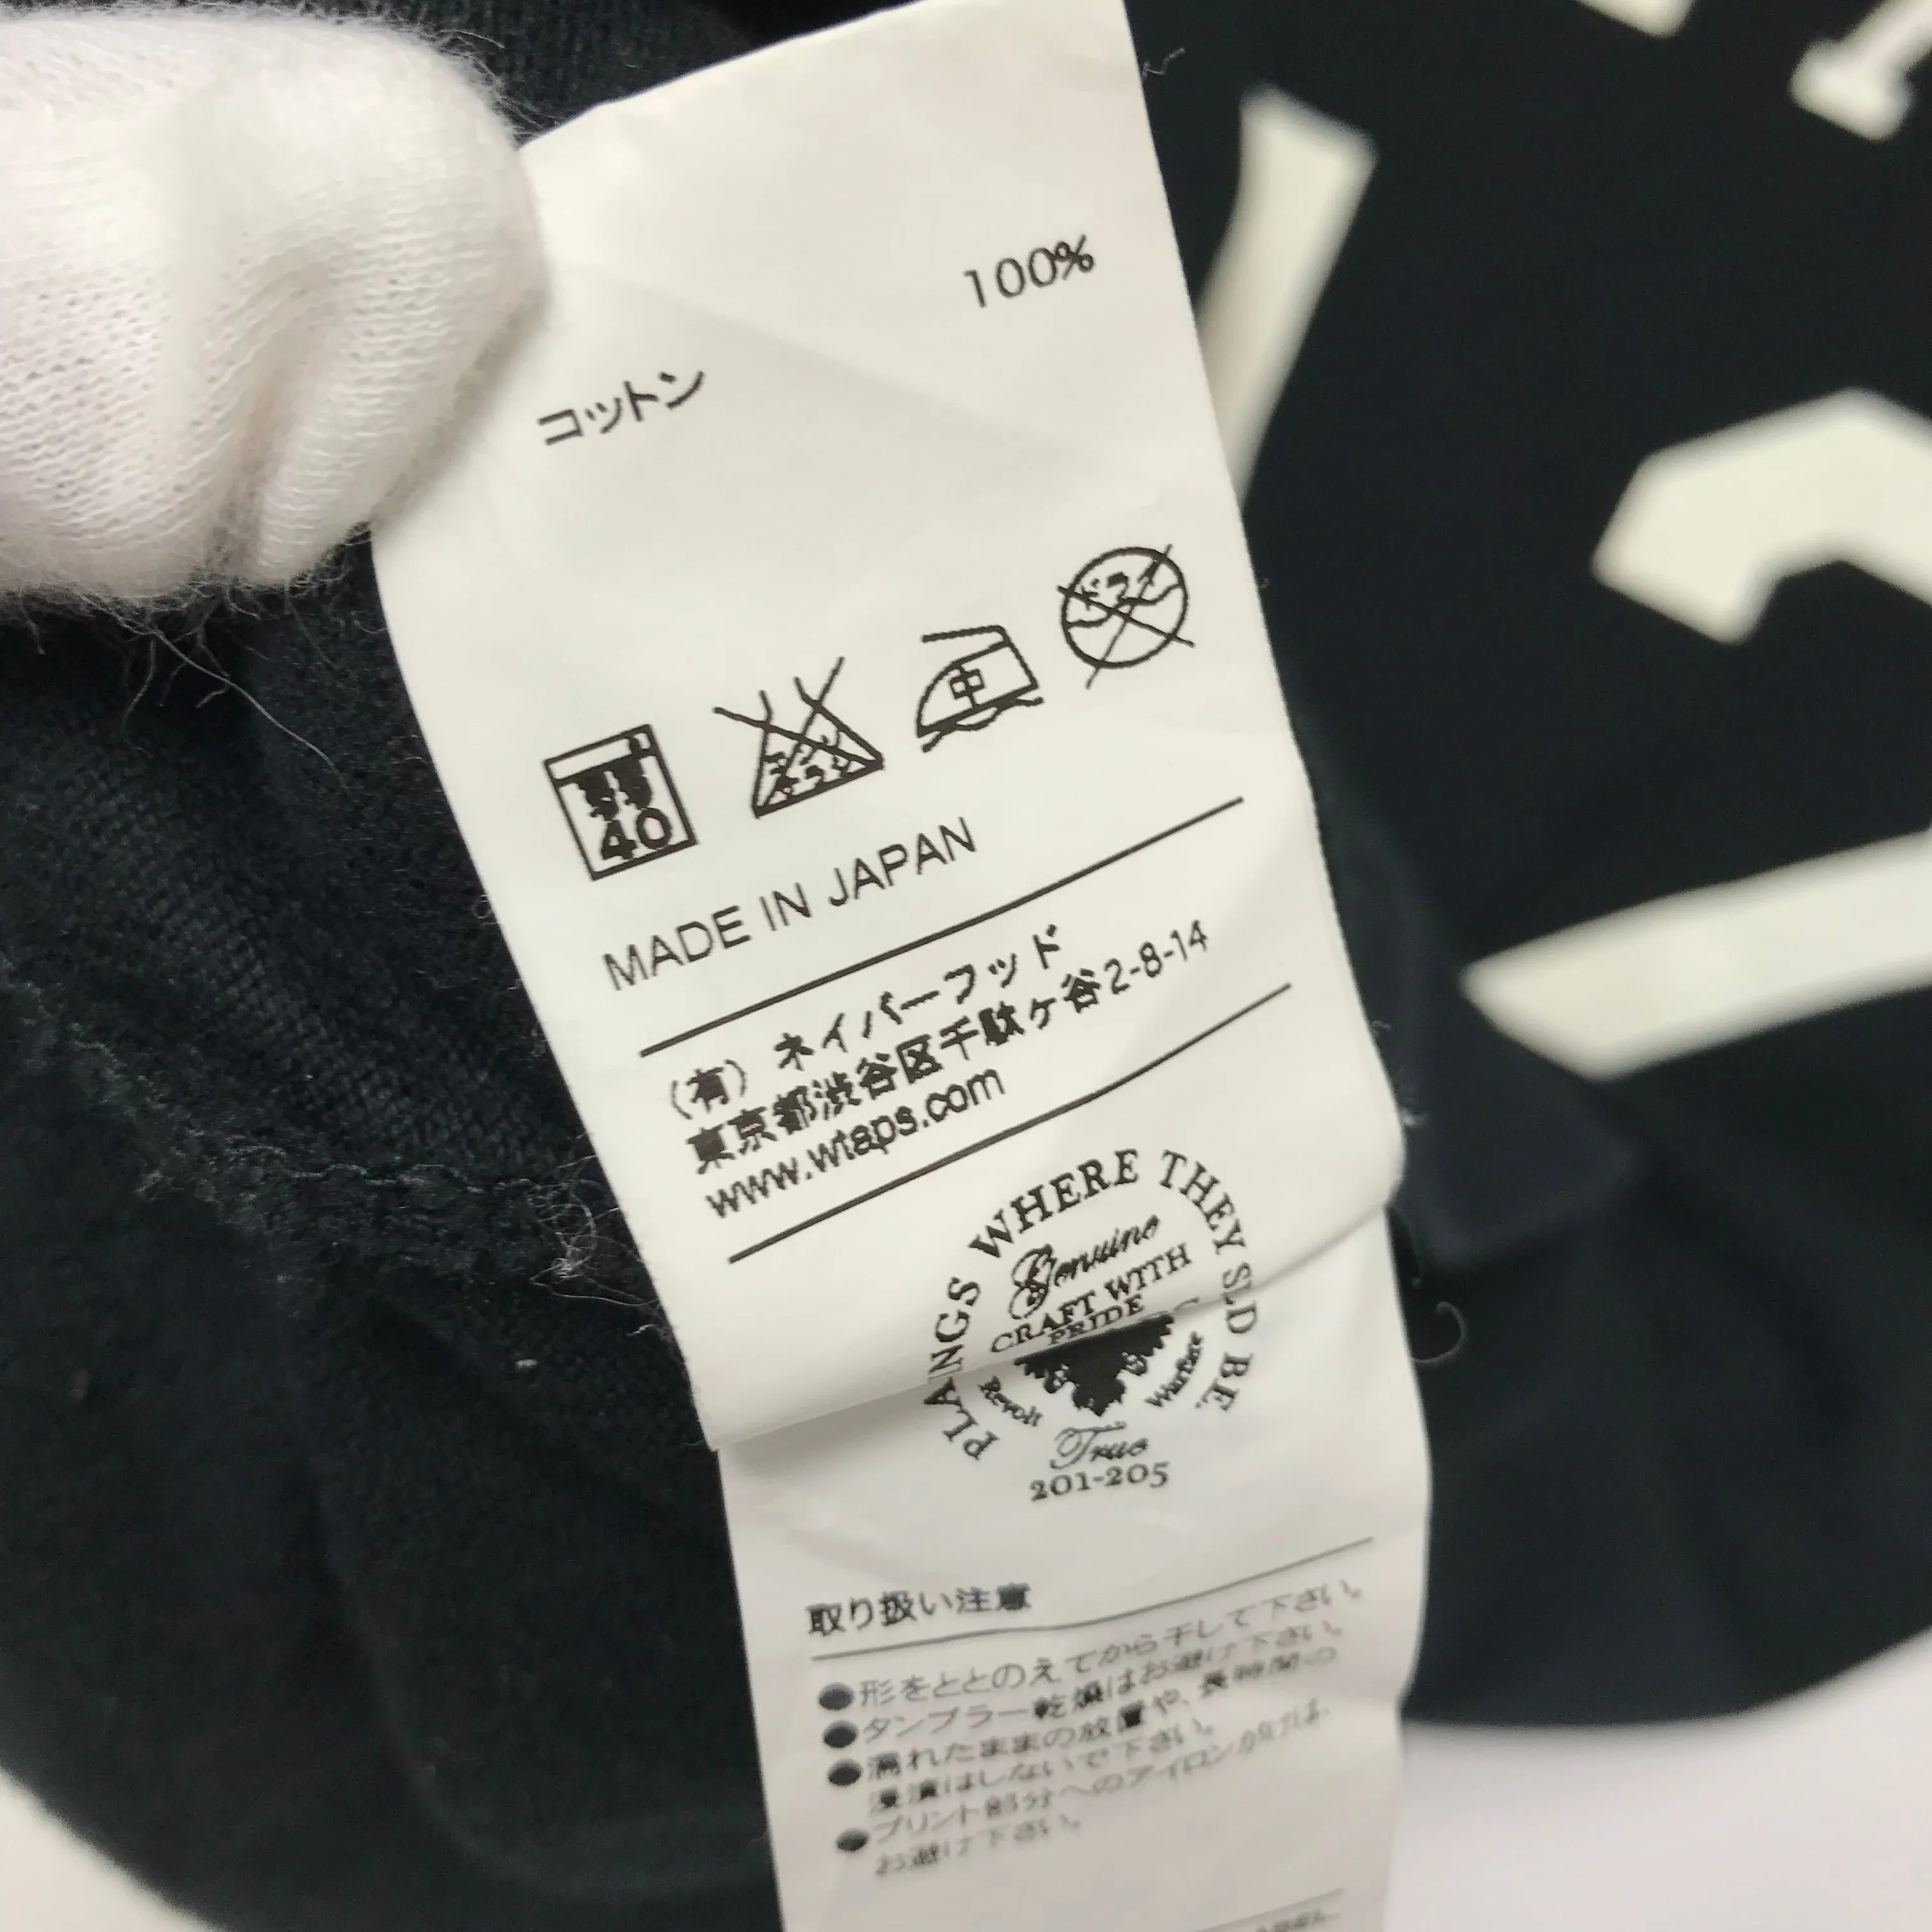 100%
コットン
40
中
ドライ
MADE IN JAPAN
(有) ネイバーフッド
東京都渋谷区千駄ヶ谷2-8-14
www.wtaps.com
PLAINGS WHERE THEY SLD BE.
Genuine
CRAFT WITH
PRIDE
Revolt
Warfare
True
201-205
取り扱い注意
●形をととのえてから干して下さい。
●タンブラー乾燥はお避け下さい。
●濡れたままの放置や、長時間の
浸漬はしないで下さい。
●プリント部分へのアイロンがけは、
お避け下さい。